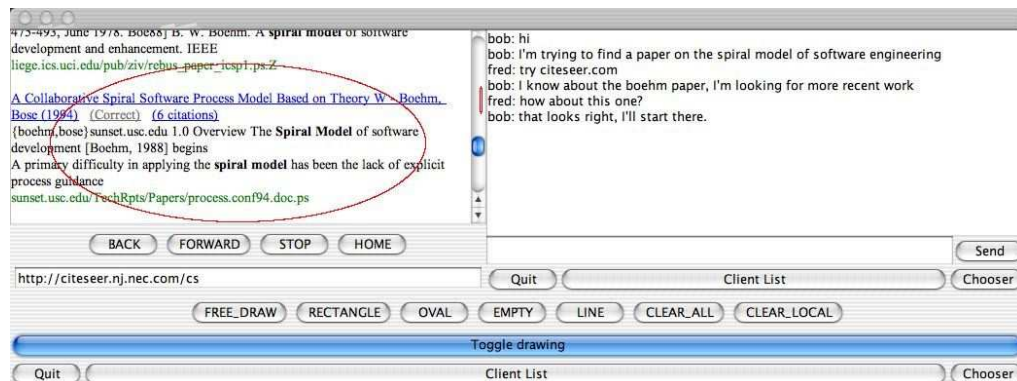 475-493, June 1978. Boe88] B. W. Boehm. A spiral model of software
development and enhancement. IEEE
liege.ics.uci.edu/pub/ziv/rebus_paper_icsp1.ps.Z
A Collaborative Spiral Software Process Model Based on Theory W - Boehm,
Bose (1994) (Correct) (6 citations)
{boehm,bose}sunset.usc.edu 1.0 Overview The Spiral Model of software
development [Boehm, 1988] begins
A primary difficulty in applying the spiral model has been the lack of explicit
process guidance
sunset.usc.edu/TechRpts/Papers/process.conf94.doc.ps
bob: hi
bob: I'm trying to find a paper on the spiral model of software engineering
fred: try citeseer.com
bob: I know about the boehm paper, I'm looking for more recent work
fred: how about this one?
bob: that looks right, I'll start there.
BACK FORWARD STOP HOME
Send
http://citeseer.nj.nec.com/cs
Quit Client List Chooser
FREE_DRAW RECTANGLE OVAL EMPTY LINE CLEAR_ALL CLEAR_LOCAL
Toggle drawing
Quit Client List Chooser